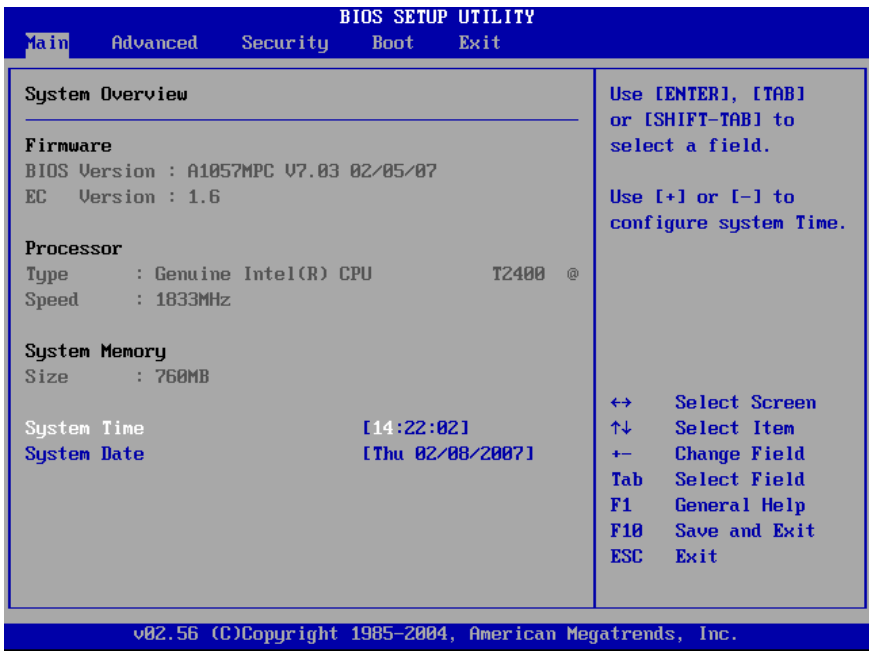 BIOS SETUP UTILITY
Main Advanced Security Boot Exit
System Overview
Firmware
BIOS Version : A1057MPC V7.03 02/05/07
EC Version : 1.6
Processor
Type : Genuine Intel(R) CPU T2400 @
Speed : 1833MHz
System Memory
Size : 760MB
System Time [14:22:02]
System Date [Thu 02/08/2007]
Use [ENTER], [TAB]
or [SHIFT-TAB] to
select a field.
Use [+] or [-] to
configure system Time.
↔ Select Screen
↑↓ Select Item
+- Change Field
Tab Select Field
F1 General Help
F10 Save and Exit
ESC Exit
v02.56 (C)Copyright 1985-2004, American Megatrends, Inc.